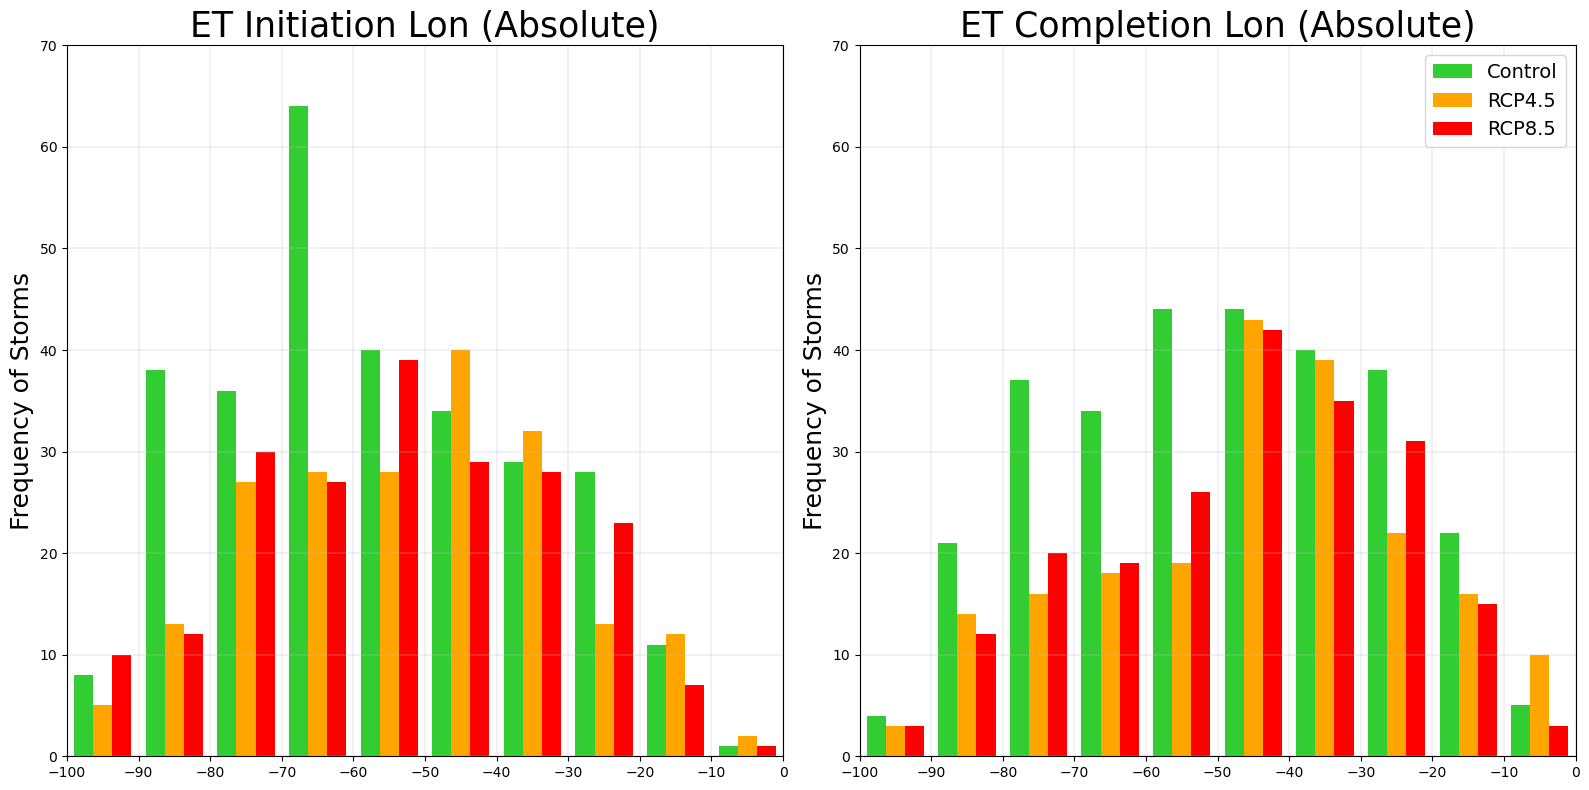 ET Initiation Lon (Absolute)
Frequency of Storms
70
60
50
40
30
20
10
0
−100 −90 −80 −70 −60 −50 −40 −30 −20 −10 0
ET Completion Lon (Absolute)
Frequency of Storms
70
60
50
40
30
20
10
0
−100 −90 −80 −70 −60 −50 −40 −30 −20 −10 0
Control
RCP4.5
RCP8.5